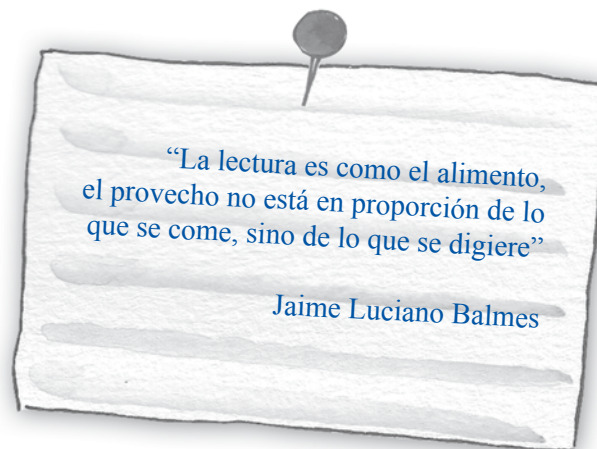 “La lectura es como el alimento,
el provecho no está en proporción de lo
que se come, sino de lo que se digiere”
Jaime Luciano Balmes